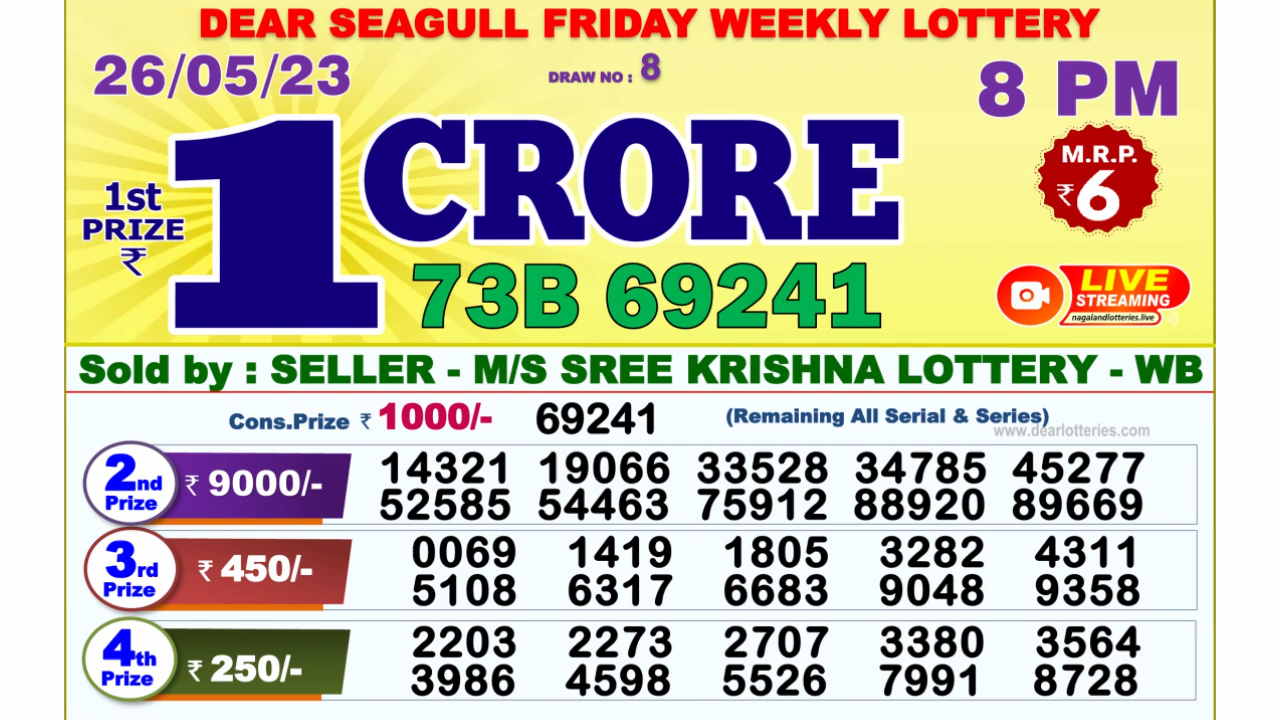 DEAR SEAGULL FRIDAY WEEKLY LOTTERY
26/05/23
DRAW NO : 8
8 PM
1st
PRIZE
₹
1 CRORE
M.R.P.
₹ 6
73B 69241
LIVE
STREAMING
nagalandlotteries.live
Sold by : SELLER - M/S SREE KRISHNA LOTTERY - WB
Cons.Prize ₹ 1000/- 69241 (Remaining All Serial & Series)
www.dearlotteries.com
2nd Prize ₹ 9000/-
14321 19066 33528 34785 45277
52585 54463 75912 88920 89669
3rd Prize ₹ 450/-
0069 1419 1805 3282 4311
5108 6317 6683 9048 9358
4th Prize ₹ 250/-
2203 2273 2707 3380 3564
3986 4598 5526 7991 8728